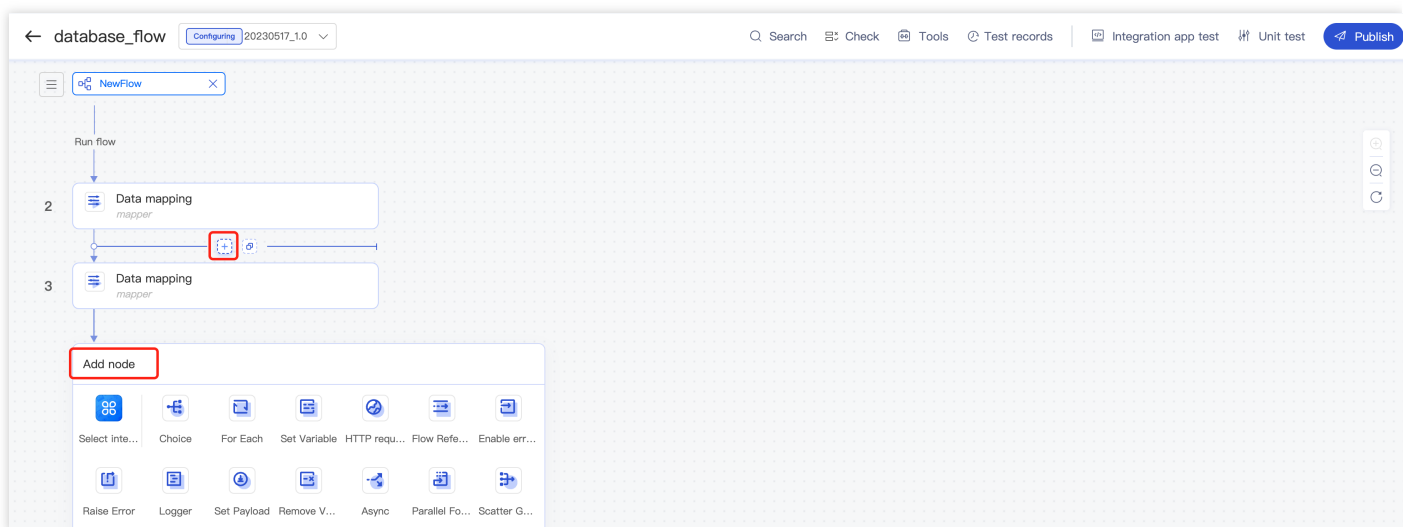 database_flow Configuring 20230517_1.0 Search Check Tools Test records Integration app test Unit test Publish
NewFlow
Run flow
2 Data mapping
mapper
3 Data mapping
mapper
Add node
Select inte... Choice For Each Set Variable HTTP requ... Flow Refe... Enable err...
Raise Error Logger Set Payload Remove V... Async Parallel Fo... Scatter G...